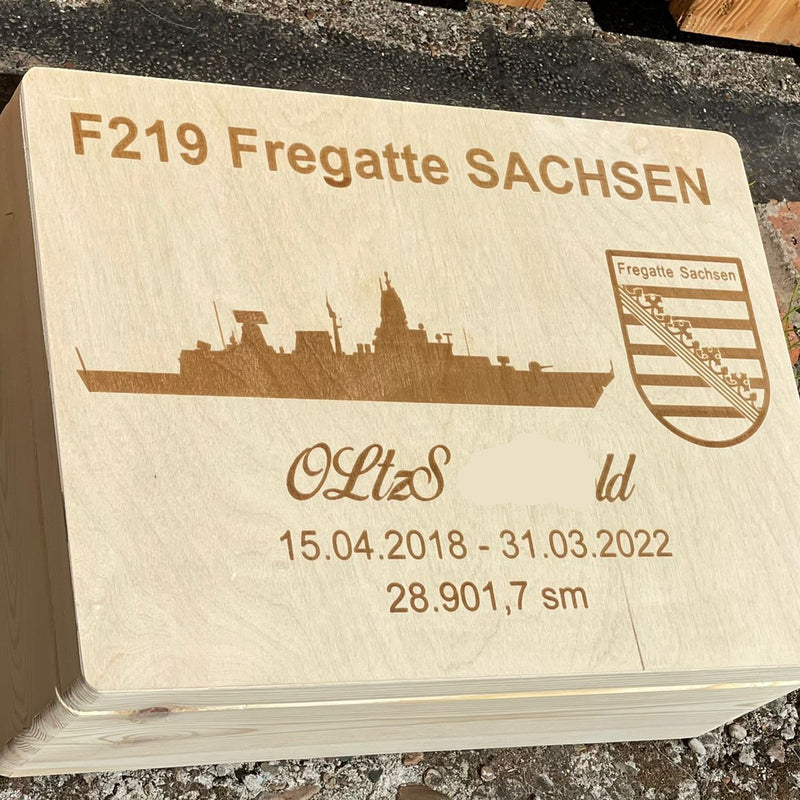 F219 Fregatte SACHSEN
Fregatte Sachsen
OLtzS
15.04.2018 - 31.03.2022
28.901,7 sm